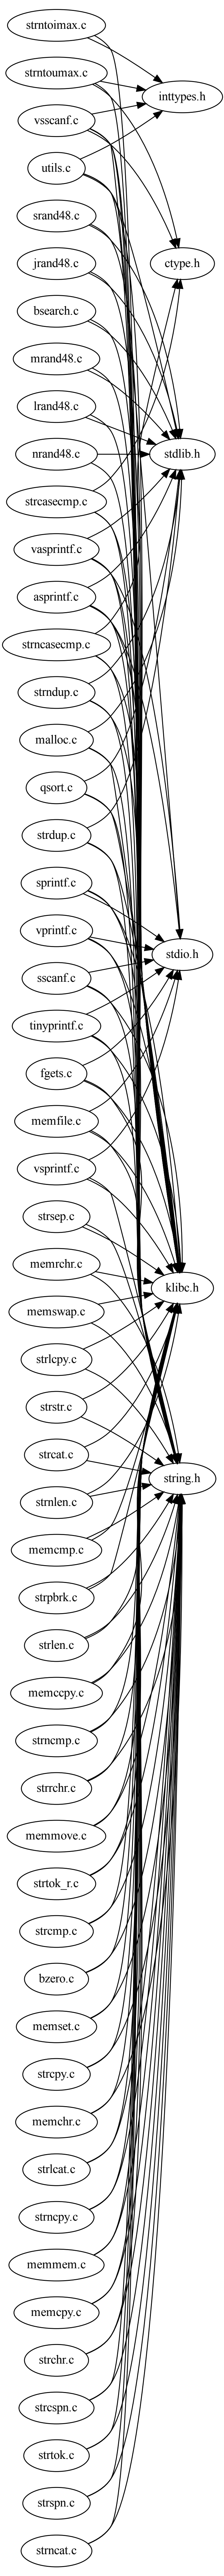 strntoimax.c
strntoumax.c
inttypes.h
vsscanf.c
utils.c
srand48.c
jrand48.c
ctype.h
bsearch.c
mrand48.c
lrand48.c
nrand48.c
stdlib.h
strcasecmp.c
vasprintf.c
asprintf.c
strncasecmp.c
strndup.c
malloc.c
qsort.c
strdup.c
sprintf.c
vprintf.c
stdio.h
sscanf.c
tinyprintf.c
fgets.c
memfile.c
vsprintf.c
strsep.c
memrchr.c
klibc.h
memswap.c
strlcpy.c
strstr.c
strcat.c
string.h
strnlen.c
memcmp.c
strpbrk.c
strlen.c
memccpy.c
strncmp.c
strrchr.c
memmove.c
strtok_r.c
strcmp.c
bzero.c
memset.c
strcpy.c
memchr.c
strlcat.c
strncpy.c
memmem.c
memcpy.c
strchr.c
strcspn.c
strtok.c
strspn.c
strncat.c